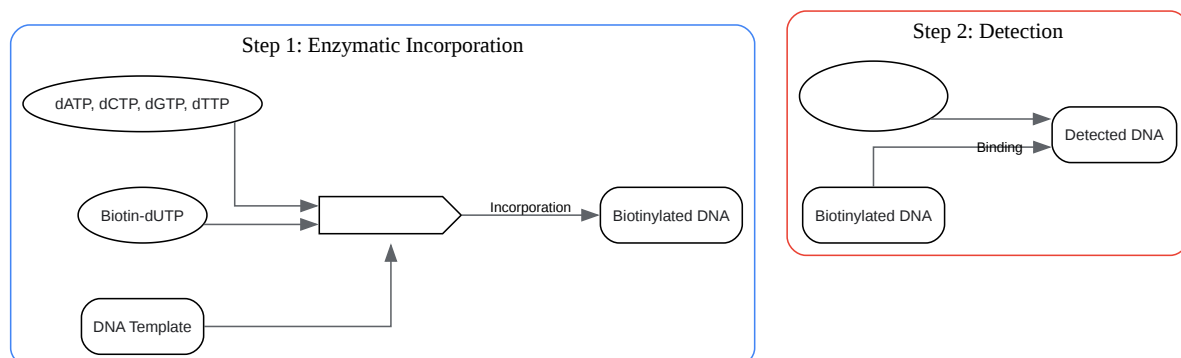 Step 1: Enzymatic Incorporation
dATP, dCTP, dGTP, dTTP
Biotin-dUTP
Incorporation
Biotinylated DNA
DNA Template
Step 2: Detection
Detected DNA
Binding
Biotinylated DNA